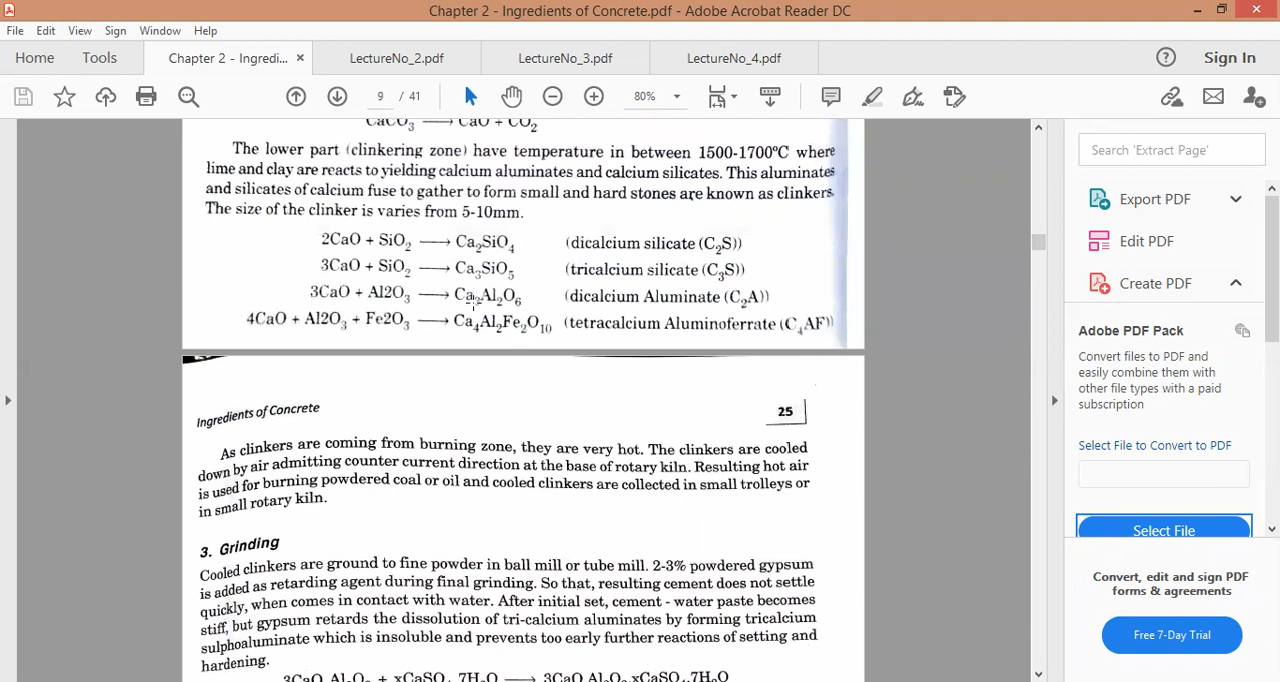 Chapter 2 - Ingredients of Concrete.pdf - Adobe Acrobat Reader DC
File Edit View Sign Window Help
Home Tools Chapter 2 - Ingredi... × LectureNo_2.pdf LectureNo_3.pdf LectureNo_4.pdf Sign In
9 / 41 80%
CaCO₃ ⟶ CaO + CO₂
The lower part (clinkering zone) have temperature in between 1500-1700ºC where
lime and clay are reacts to yielding calcium aluminates and calcium silicates. This aluminates
and silicates of calcium fuse to gather to form small and hard stones are known as clinkers.
The size of the clinker is varies from 5-10mm.
2CaO + SiO₂ ⟶ Ca₂SiO₄ (dicalcium silicate (C₂S))
3CaO + SiO₂ ⟶ Ca₃SiO₅ (tricalcium silicate (C₃S))
3CaO + Al2O₃ ⟶ Ca₂Al₂O₆ (dicalcium Aluminate (C₂A))
4CaO + Al2O₃ + Fe2O₃ ⟶ Ca₄Al₂Fe₂O₁₀ (tetracalcium Aluminoferrate (C₄AF))
Ingredients of Concrete 25
As clinkers are coming from burning zone, they are very hot. The clinkers are cooled
down by air admitting counter current direction at the base of rotary kiln. Resulting hot air
is used for burning powdered coal or oil and cooled clinkers are collected in small trolleys or
in small rotary kiln.
3. Grinding
Cooled clinkers are ground to fine powder in ball mill or tube mill. 2-3% powdered gypsum
is added as retarding agent during final grinding. So that, resulting cement does not settle
quickly, when comes in contact with water. After initial set, cement - water paste becomes
stiff, but gypsum retards the dissolution of tri-calcium aluminates by forming tricalcium
sulphoaluminate which is insoluble and prevents too early further reactions of setting and
hardening.
3CaO.Al₂O₃ + xCaSO₄.7H₂O ⟶ 3CaO.Al₂O₃.xCaSO₄.7H₂O
Search 'Extract Page'
Export PDF
Edit PDF
Create PDF
Adobe PDF Pack
Convert files to PDF and
easily combine them with
other file types with a paid
subscription
Select File to Convert to PDF
Select File
Convert, edit and sign PDF
forms & agreements
Free 7-Day Trial